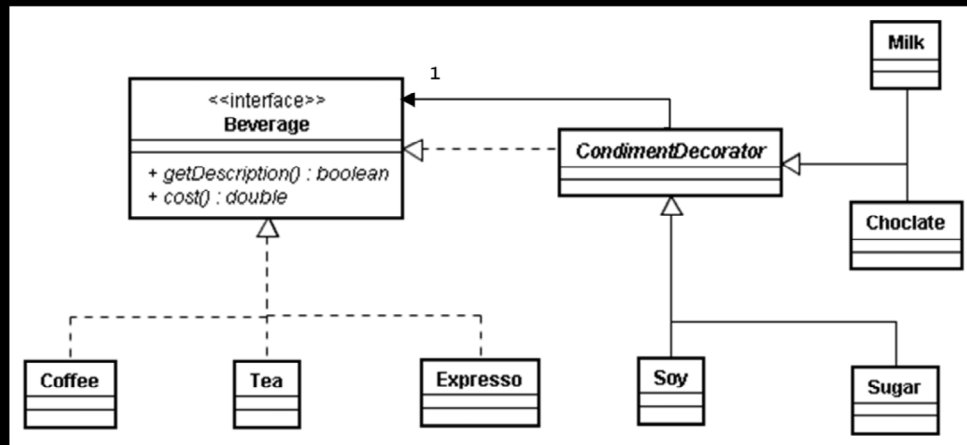 Milk
1
<<interface>>
Beverage
+ getDescription() : boolean
+ cost() : double
CondimentDecorator
Choclate
Coffee
Tea
Expresso
Soy
Sugar